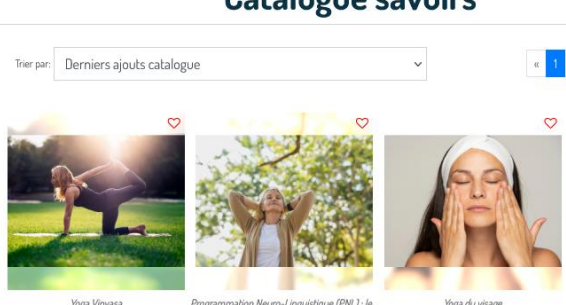 Catalogue savoirs
Trier par: Derniers ajouts catalogue
« 1
Yoga Vinyasa
Programmation Neuro-Linguistique (PNL) : le
Yoga du visage